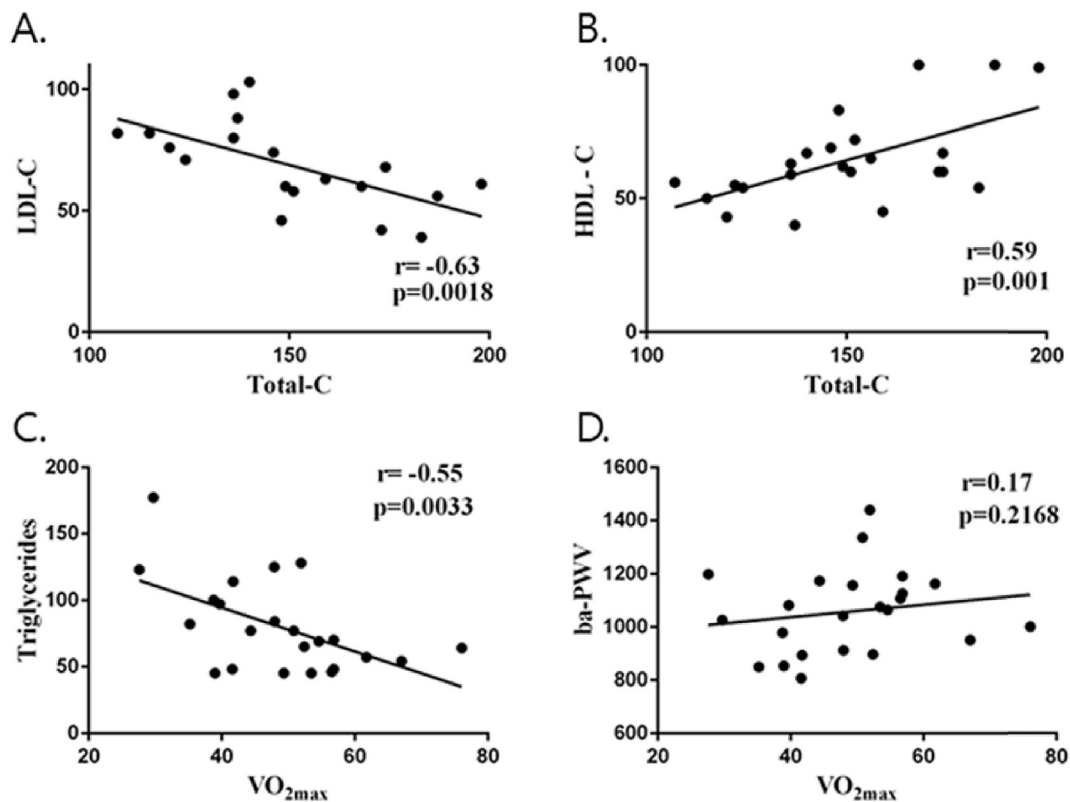 A.
100
50
0
LDL-C
r= -0.63
p=0.0018
100
150
200
Total-C
B.
100
50
0
HDL - C
r=0.59
p=0.001
100
150
200
Total-C
C.
200
150
100
50
0
Triglycerides
r= -0.55
p=0.0033
20
40
60
80
VO2max
D.
1600
1400
1200
1000
800
600
ba-PWV
r=0.17
p=0.2168
20
40
60
80
VO2max